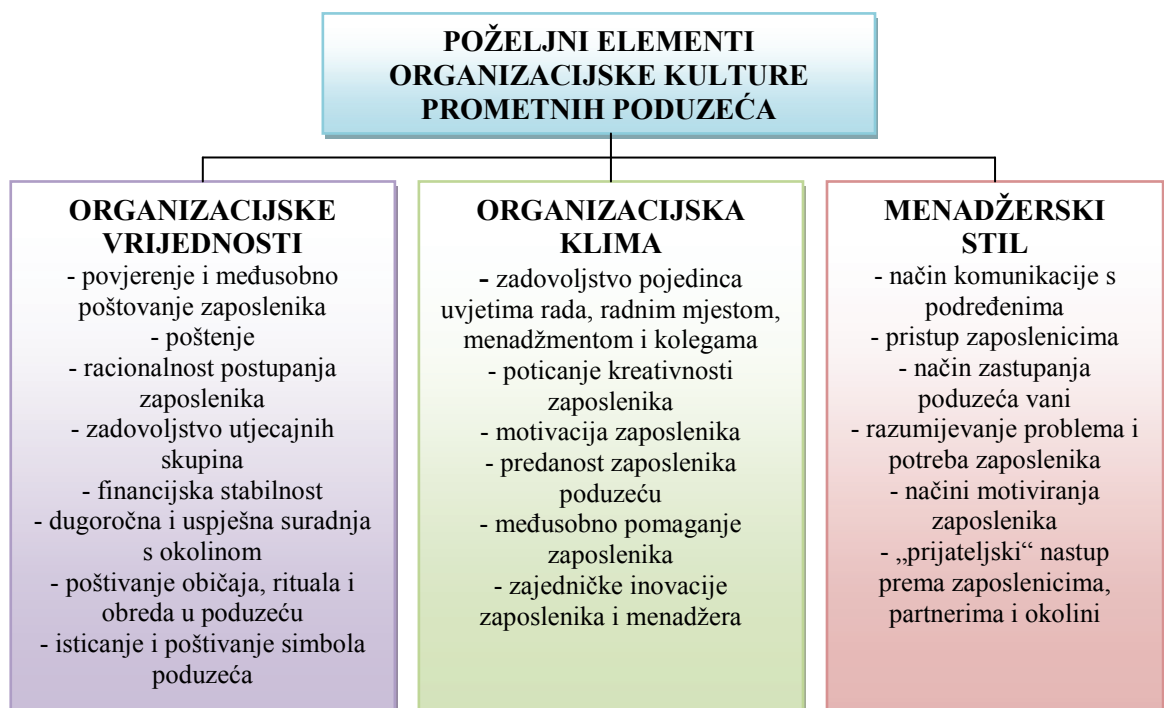 POŽELJNI ELEMENTI
ORGANIZACIJSKE KULTURE
PROMETNIH PODUZEĆA
ORGANIZACIJSKE
VRIJEDNOSTI
- povjerenje i međusobno
poštovanje zaposlenika
- poštenje
- racionalnost postupanja
zaposlenika
- zadovoljstvo utjecajnih
skupina
- financijska stabilnost
- dugoročna i uspješna suradnja
s okolinom
- poštivanje običaja, rituala i
obreda u poduzeću
- isticanje i poštivanje simbola
poduzeća
ORGANIZACIJSKA
KLIMA
- zadovoljstvo pojedinca
uvjetima rada, radnim mjestom,
menadžmentom i kolegama
- poticanje kreativnosti
zaposlenika
- motivacija zaposlenika
- predanost zaposlenika
poduzeću
- međusobno pomaganje
zaposlenika
- zajedničke inovacije
zaposlenika i menadžera
MENADŽERSKI
STIL
- način komunikacije s
podređenima
- pristup zaposlenicima
- način zastupanja
poduzeća vani
- razumijevanje problema i
potreba zaposlenika
- načini motiviranja
zaposlenika
- „prijateljski“ nastup
prema zaposlenicima,
partnerima i okolini